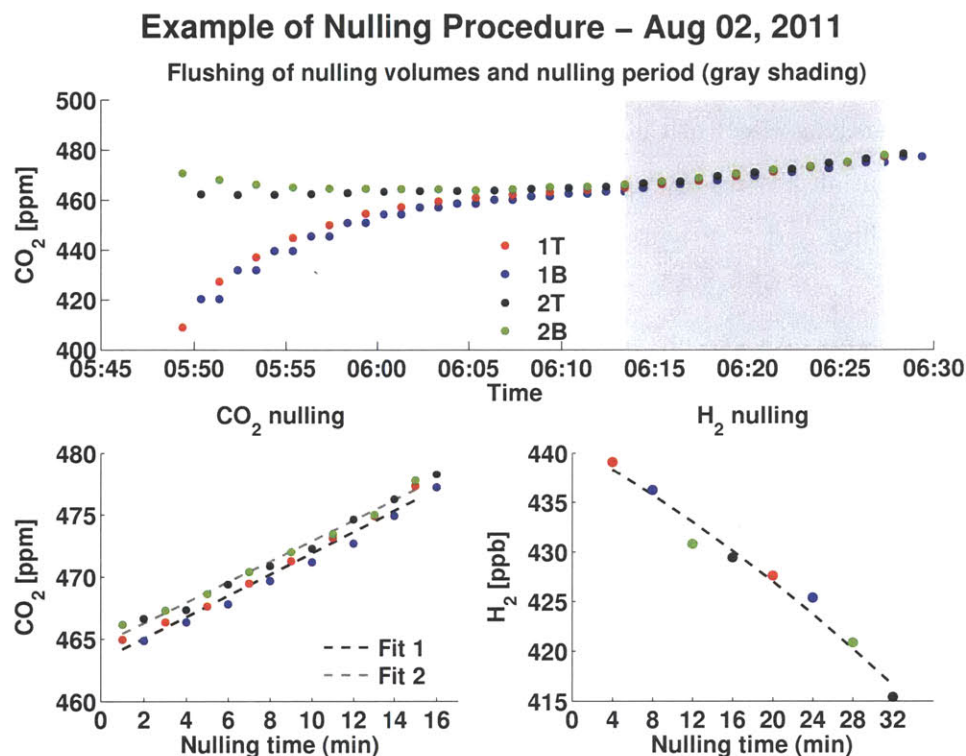 Example of Nulling Procedure – Aug 02, 2011
Flushing of nulling volumes and nulling period (gray shading)
500
480
460
440
420
400
CO2 [ppm]
1T
1B
2T
2B
05:45 05:50 05:55 06:00 06:05 06:10 06:15 06:20 06:25 06:30
Time
CO2 nulling
480
475
470
465
460
CO2 [ppm]
Fit 1
Fit 2
0 2 4 6 8 10 12 14 16
Nulling time (min)
H2 nulling
440
435
430
425
420
415
H2 [ppb]
0 4 8 12 16 20 24 28 32
Nulling time (min)